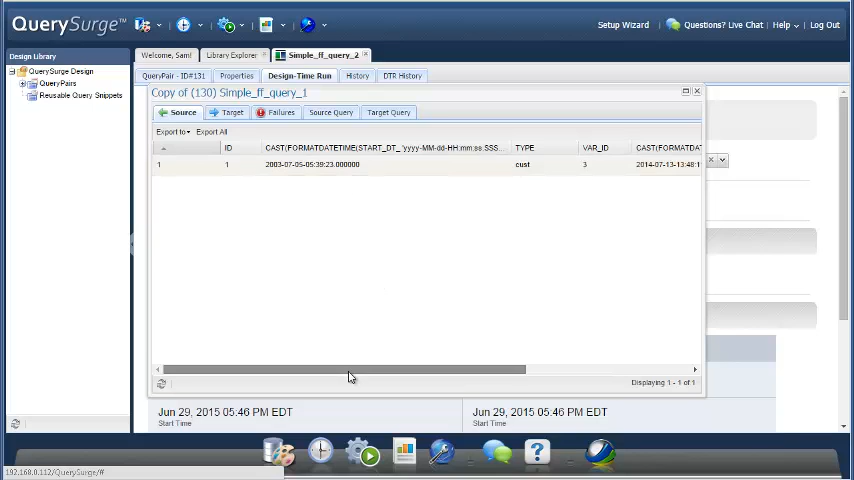 QuerySurge™
Setup Wizard
Questions? Live Chat
Help
Log Out
Design Library
Welcome, Sam!
Library Explorer
Simple_ff_query_2
QuerySurge Design
QueryPairs
Reusable Query Snippets
QueryPair - ID#131
Properties
Design-Time Run
History
DTR History
Copy of (130) Simple_ff_query_1
Source
Target
Failures
Source Query
Target Query
Export to
Export All
ID
CAST(FORMATDATETIME(START_DT_ 'yyyy-MM-dd-HH:mm:ss:SSS...
TYPE
VAR_ID
CAST(FORMATDAT
1
1
2003-07-05-05:39:23.000000
cust
3
2014-07-13-13:48:1
Displaying 1 - 1 of 1
Jun 29, 2015 05:46 PM EDT
Jun 29, 2015 05:46 PM EDT
Start Time
Start Time
192.168.0.112/QuerySurge/#